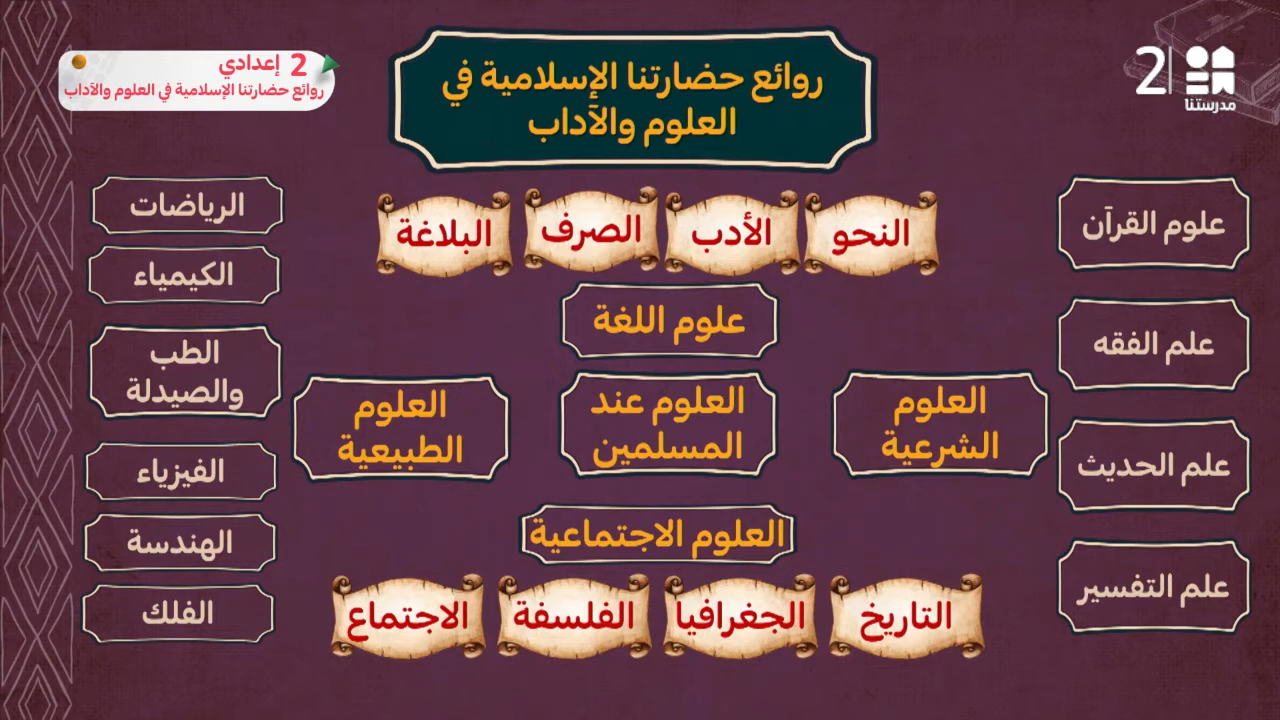 2 إعدادي
روائع حضارتنا الإسلامية في العلوم والآداب
روائع حضارتنا الإسلامية في
العلوم والآداب
2
مدرستنا
النحو
الأدب
الصرف
البلاغة
علوم اللغة
العلوم عند
المسلمين
العلوم
الشرعية
علوم القرآن
علم الفقه
علم الحديث
علم التفسير
العلوم
الطبيعية
الرياضات
الكيمياء
الطب
والصيدلة
الفيزياء
الهندسة
الفلك
العلوم الاجتماعية
التاريخ
الجغرافيا
الفلسفة
الاجتماع